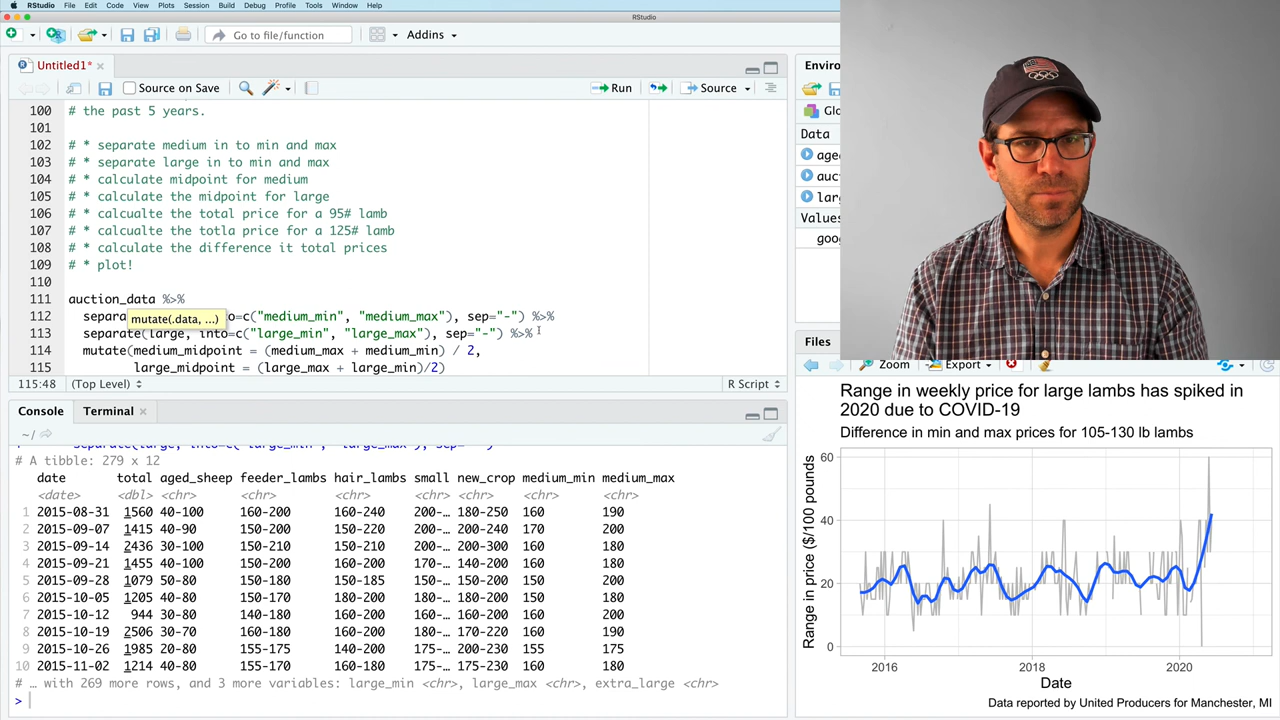 RStudio File Edit Code View Plots Session Build Debug Profile Tools Window Help
RStudio
Go to file/function
Addins
Untitled1*
Source on Save
Run
Source
100 # the past 5 years.
101
102 # * separate medium in to min and max
103 # * separate large in to min and max
104 # * calculate midpoint for medium
105 # * calculate the midpoint for large
106 # * calcualte the total price for a 95# lamb
107 # * calcualte the totla price for a 125# lamb
108 # * calculate the difference it total prices
109 # * plot!
110
111 auction_data %>%
mutate(.data, ...)
112 separa o=c("medium_min", "medium_max"), sep="-") %>%
113 separate(large, into=c("large_min", "large_max"), sep="-") %>%
114 mutate(medium_midpoint = (medium_max + medium_min) / 2,
115 large_midpoint = (large_max + large_min)/2)
115:48 (Top Level)
R Script
Console Terminal
~/
separate(large, into=c("large_min", "large_max"), sep="-")
# A tibble: 279 x 12
date total aged_sheep feeder_lambs hair_lambs small new_crop medium_min medium_max
<date> <dbl> <chr> <chr> <chr> <chr> <chr> <chr> <chr>
1 2015-08-31 1560 40-100 160-200 160-240 200-… 180-250 160 190
2 2015-09-07 1415 40-90 150-200 150-220 200-… 200-240 170 200
3 2015-09-14 2436 30-100 150-210 150-210 200-… 200-300 160 180
4 2015-09-21 1455 40-100 150-200 160-200 170-… 140-200 160 180
5 2015-09-28 1079 50-80 150-180 150-185 150-… 150-200 150 200
6 2015-10-05 1205 40-80 150-170 180-200 180-… 180-200 160 180
7 2015-10-12 944 30-80 140-180 160-200 160-… 160-200 160 200
8 2015-10-19 2506 30-70 160-180 160-200 180-… 170-220 160 190
9 2015-10-26 1985 20-80 155-175 140-200 175-… 200-230 155 175
10 2015-11-02 1214 40-80 155-170 160-180 175-… 175-230 160 180
# … with 269 more rows, and 3 more variables: large_min <chr>, large_max <chr>, extra_large <chr>
>
Enviro
Glo
Data
aged
auc
lar
Values
goo
Files
Zoom
Export
Range in weekly price for large lambs has spiked in
2020 due to COVID-19
Difference in min and max prices for 105-130 lb lambs
Range in price ($/100 pounds
60
40
20
0
2016 2018 2020
Date
Data reported by United Producers for Manchester, MI